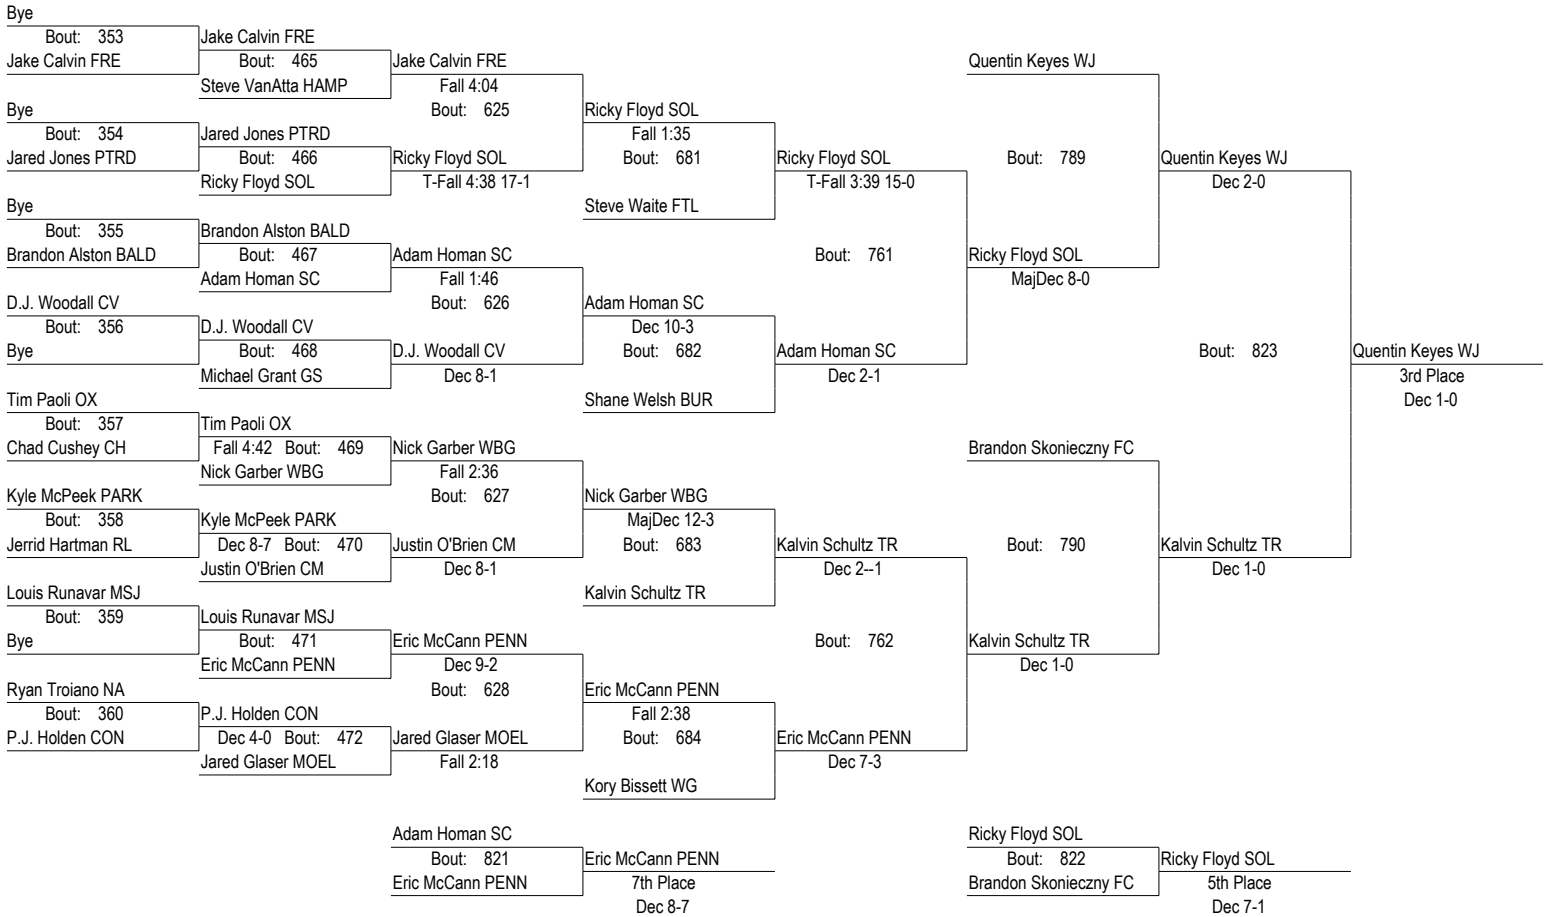 Bye
Bout: 353 Jake Calvin FRE
Jake Calvin FRE Bout: 465 Jake Calvin FRE Quentin Keyes WJ
Steve VanAtta HAMP Fall 4:04
Bye Bout: 625 Ricky Floyd SOL
Bout: 354 Jared Jones PTRD Fall 1:35
Jared Jones PTRD Bout: 466 Ricky Floyd SOL Bout: 681 Ricky Floyd SOL Bout: 789 Quentin Keyes WJ
Ricky Floyd SOL T-Fall 4:38 17-1 T-Fall 3:39 15-0 Dec 2-0
Bye Steve Waite FTL
Bout: 355 Brandon Alston BALD
Brandon Alston BALD Bout: 467 Adam Homan SC Bout: 761 Ricky Floyd SOL
Adam Homan SC Fall 1:46 MajDec 8-0
D.J. Woodall CV Bout: 626 Adam Homan SC
Bout: 356 D.J. Woodall CV Dec 10-3
Bye Bout: 468 D.J. Woodall CV Bout: 682 Adam Homan SC Bout: 823 Quentin Keyes WJ
Michael Grant GS Dec 8-1 Dec 2-1 3rd Place
Tim Paoli OX Shane Welsh BUR Dec 1-0
Bout: 357 Tim Paoli OX
Chad Cushey CH Fall 4:42 Bout: 469 Nick Garber WBG Brandon Skonieczny FC
Nick Garber WBG Fall 2:36
Kyle McPeek PARK Bout: 627 Nick Garber WBG
Bout: 358 Kyle McPeek PARK MajDec 12-3
Jerrid Hartman RL Dec 8-7 Bout: 470 Justin O'Brien CM Bout: 683 Kalvin Schultz TR Bout: 790 Kalvin Schultz TR
Justin O'Brien CM Dec 8-1 Dec 2--1 Dec 1-0
Louis Runavar MSJ Kalvin Schultz TR
Bout: 359 Louis Runavar MSJ
Bye Bout: 471 Eric McCann PENN Bout: 762 Kalvin Schultz TR
Eric McCann PENN Dec 9-2 Dec 1-0
Ryan Troiano NA Bout: 628 Eric McCann PENN
Bout: 360 P.J. Holden CON Fall 2:38
P.J. Holden CON Dec 4-0 Bout: 472 Jared Glaser MOEL Bout: 684 Eric McCann PENN
Jared Glaser MOEL Fall 2:18 Dec 7-3
Kory Bissett WG
Adam Homan SC Ricky Floyd SOL
Bout: 821 Eric McCann PENN Bout: 822 Ricky Floyd SOL
Eric McCann PENN 7th Place Brandon Skonieczny FC 5th Place
Dec 8-7 Dec 7-1